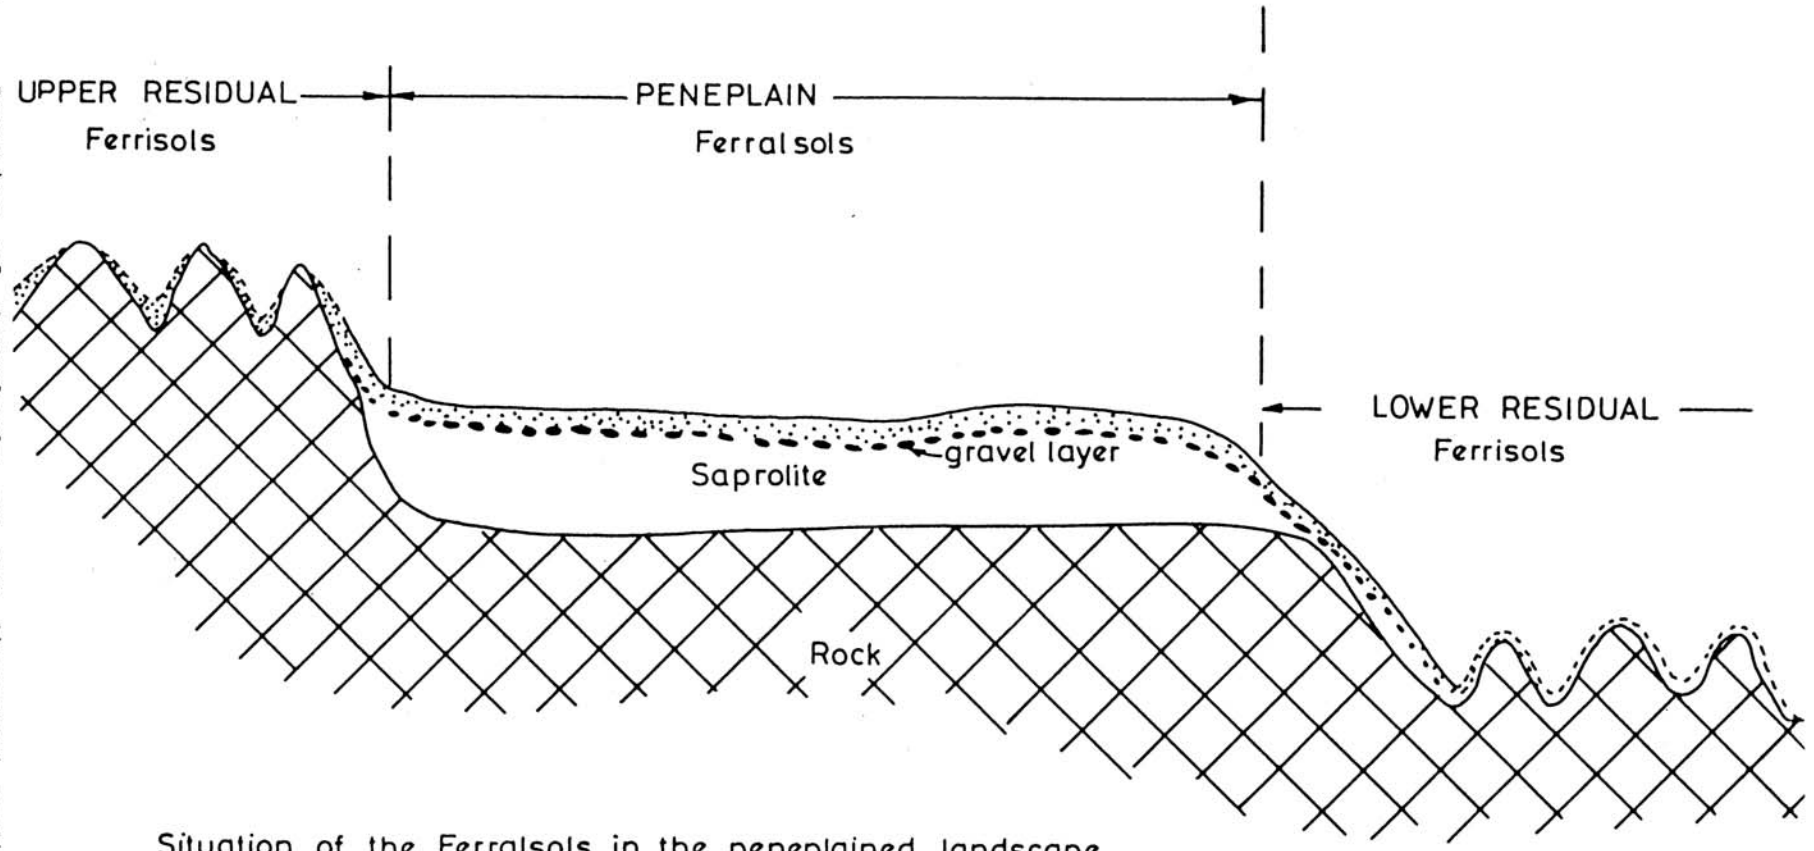 UPPER RESIDUAL
Ferrisols
PENEPLAIN
Ferralsols
LOWER RESIDUAL
Ferrisols
gravel layer
Saprolite
Rock
Situation of the Ferralsols in the peneplained landscape